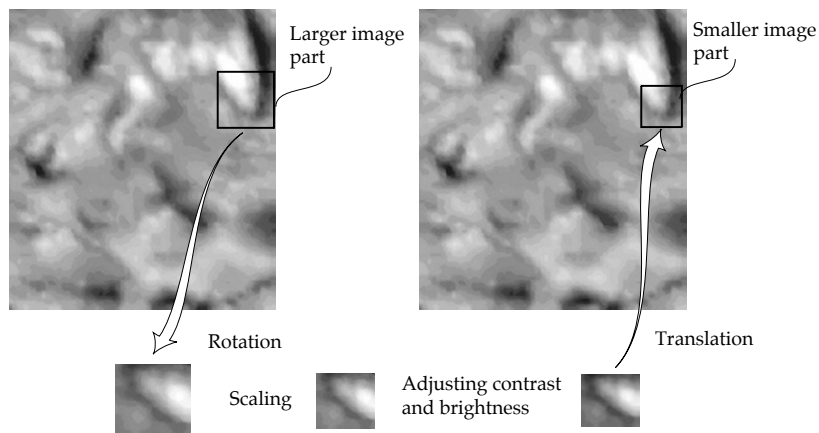 Larger image
part
Smaller image
part
Rotation
Translation
Scaling
Adjusting contrast
and brightness